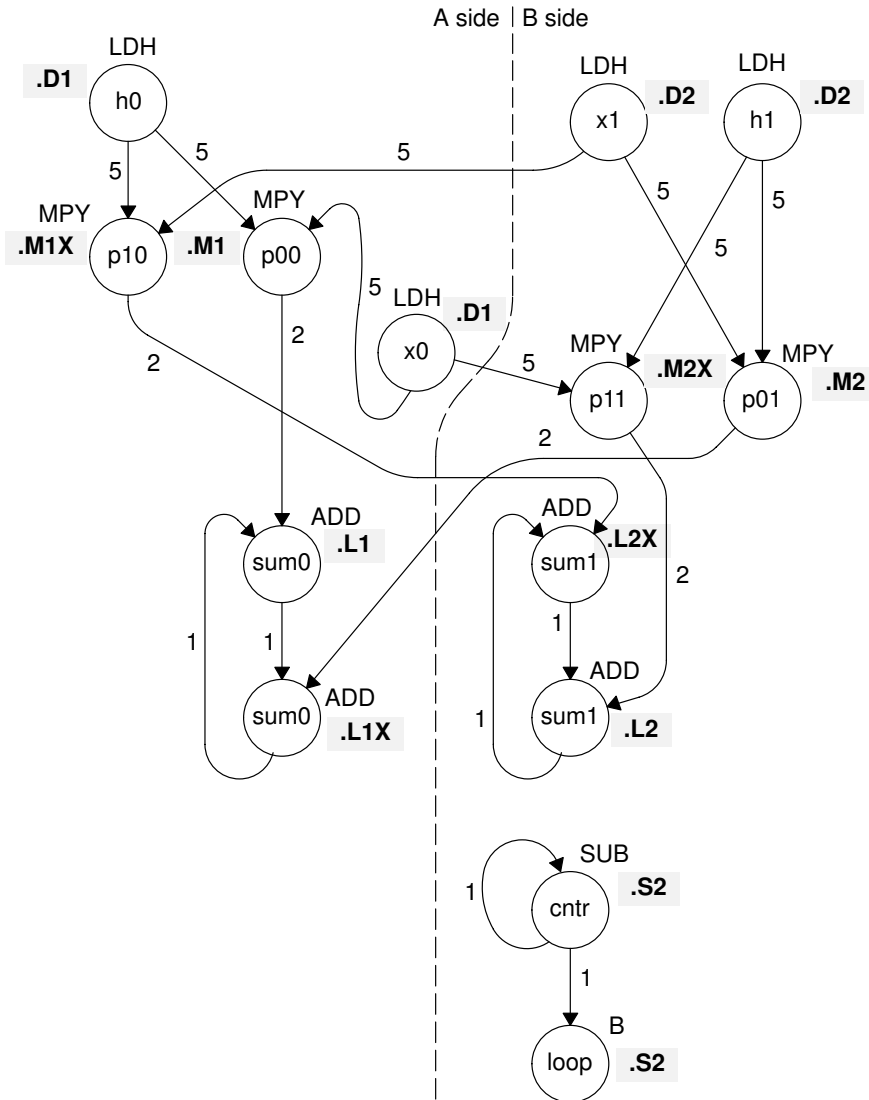 A side B side
LDH
.D1
h0
LDH
.D2
x1
LDH
.D2
h1
5
5
5
5
5
5
MPY
.M1X
p10
MPY
.M1
p00
5
LDH
.D1
x0
5
MPY
.M2X
p11
MPY
.M2
p01
2
2
2
2
ADD
.L1
sum0
ADD
.L2X
sum1
1
1
1
1
ADD
.L1X
sum0
ADD
.L2
sum1
SUB
.S2
cntr
1
1
B
.S2
loop